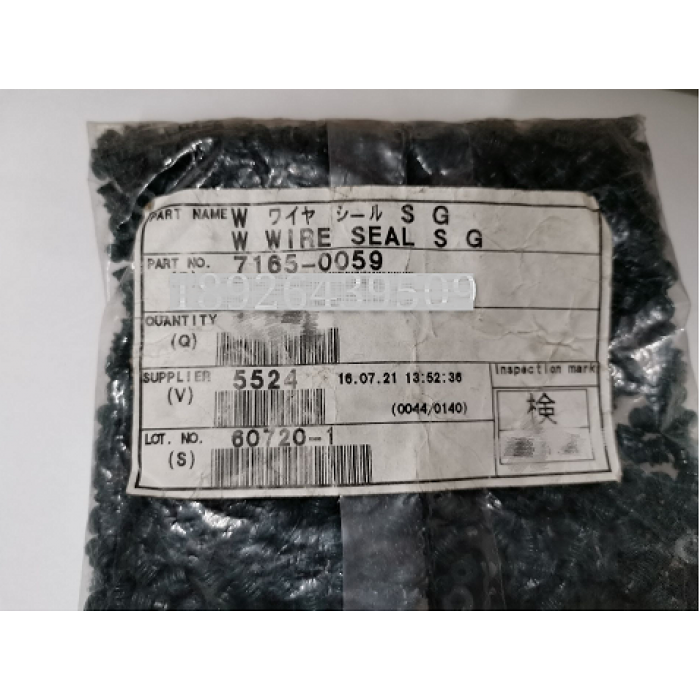 PART NAME W ワイヤ シール S G
W WIRE SEAL S G
PART NO. 7165-0059
18926439509
QUANTITY
(Q)
SUPPLIER 5524 16.07.21 13:52:36
(V) (0044/0140)
Inspection mark
検
LOT. NO. 60720-1
(S)